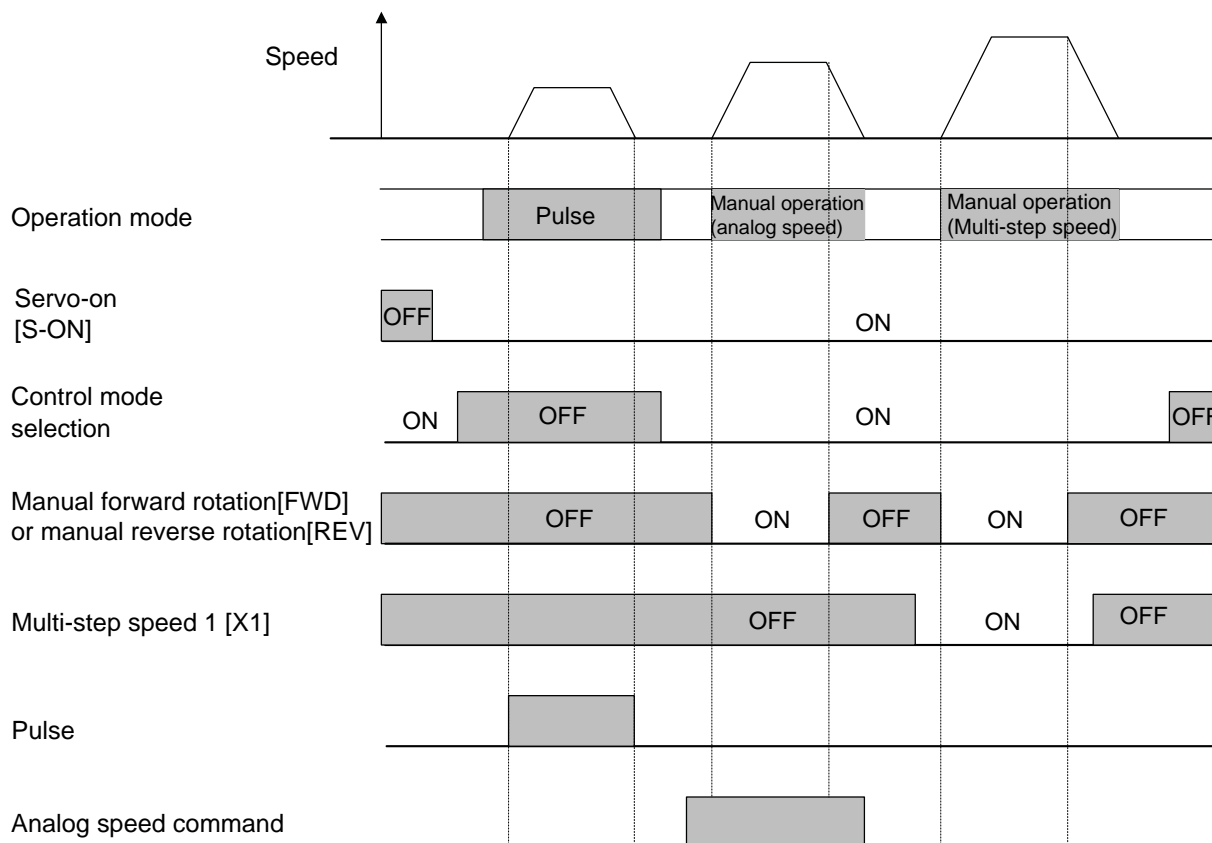 Speed
Operation mode
Pulse
Manual operation
(analog speed)
Manual operation
(Multi-step speed)
Servo-on
[S-ON]
OFF
ON
Control mode
selection
ON
OFF
ON
OFF
Manual forward rotation[FWD]
or manual reverse rotation[REV]
OFF
ON
OFF
ON
OFF
Multi-step speed 1 [X1]
OFF
ON
OFF
Pulse
Analog speed command